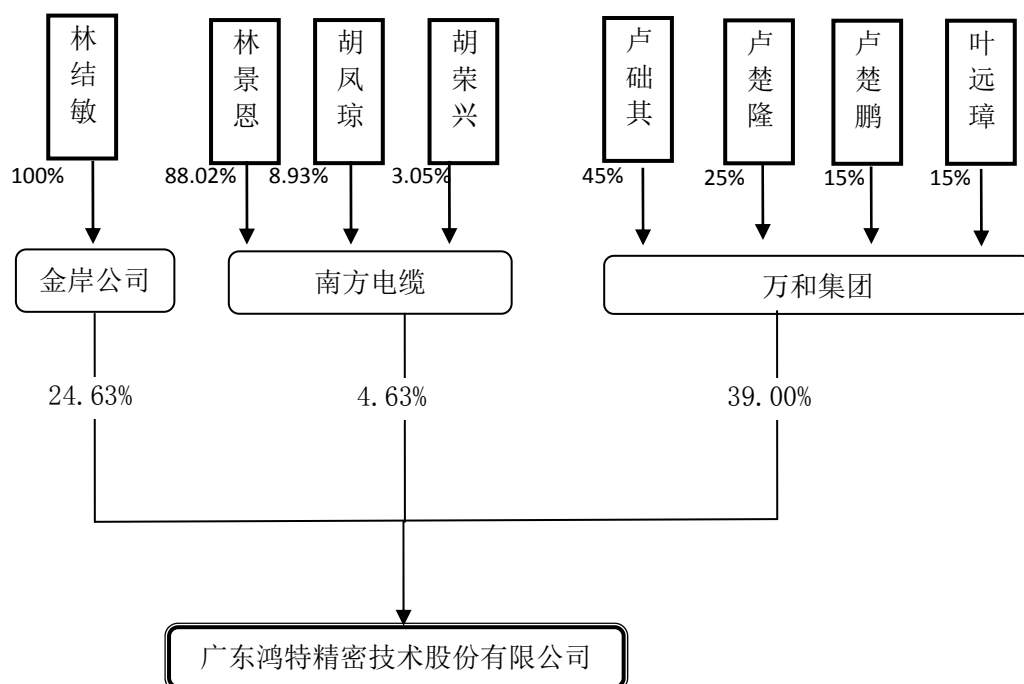 林结敏
林景恩
胡凤琼
胡荣兴
卢础其
卢楚隆
卢楚鹏
叶远璋
100%
88.02%
8.93%
3.05%
45%
25%
15%
15%
金岸公司
南方电缆
万和集团
24.63%
4.63%
39.00%
广东鸿特精密技术股份有限公司